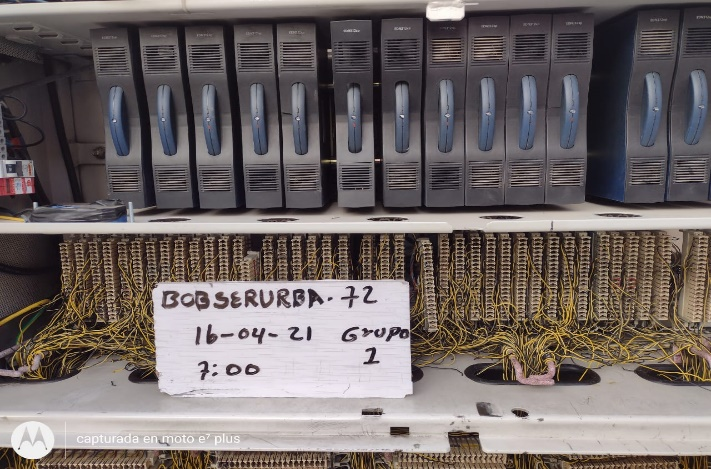 BOBSERURBA-72
16-04-21 Grupo
7:00 1
capturada en moto e⁷ plus